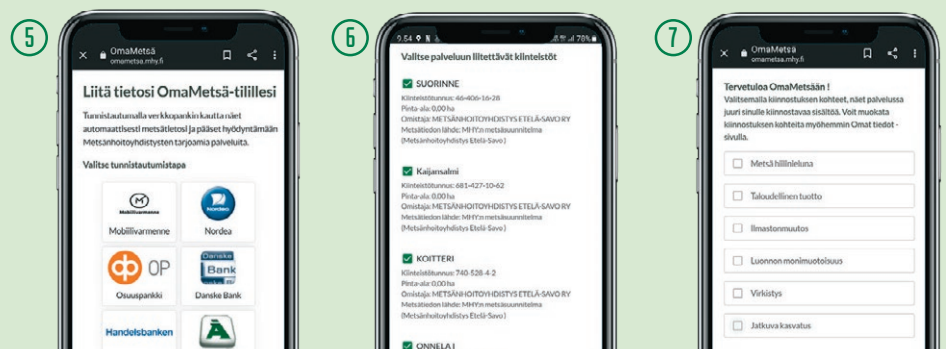 5
OmaMetsä
omametsa.mhy.fi
Liitä tietosi OmaMetsä-tilillesi
Tunnistautumalla verkkopankin kautta näet
automaattisesti metsätietosi ja pääset hyödyntämään
Metsänhoitoyhdistysten tarjoamia palveluita.
Valitse tunnistautumistapa
Mobiilivarmenne
Mobiilivarmenne
Nordea
Nordea
OP
Osuuspankki
Danske
Bank
Danske Bank
Handelsbanken
6
9.54
78%
Valitse palveluun liitettävät kiinteistöt
SUORINNE
Kiinteistötunnus: 46-406-16-28
Pinta-ala: 0,00 ha
Omistaja: METSÄNHOITOYHDISTYS ETELÄ-SAVO RY
Metsätiedon lähde: MHY:n metsäsuunnitelma
(Metsänhoitoyhdistys Etelä-Savo)
Kaijansalmi
Kiinteistötunnus: 681-427-10-62
Pinta-ala: 0,00 ha
Omistaja: METSÄNHOITOYHDISTYS ETELÄ-SAVO RY
Metsätiedon lähde: MHY:n metsäsuunnitelma
(Metsänhoitoyhdistys Etelä-Savo)
KOITTERI
Kiinteistötunnus: 740-528-4-2
Pinta-ala: 0,00 ha
Omistaja: METSÄNHOITOYHDISTYS ETELÄ-SAVO RY
Metsätiedon lähde: MHY:n metsäsuunnitelma
(Metsänhoitoyhdistys Etelä-Savo)
ONNELA I
7
OmaMetsä
omametsa.mhy.fi
Tervetuloa OmaMetsään !
Valitsemalla kiinnostuksen kohteet, näet palvelussa
juuri sinulle kiinnostavaa sisältöä. Voit muokata
kiinnostuksen kohteita myöhemmin Omat tiedot -
sivulla.
Metsä hiilinieluna
Taloudellinen tuotto
Ilmastonmuutos
Luonnon monimuotoisuus
Virkistys
Jatkuva kasvatus